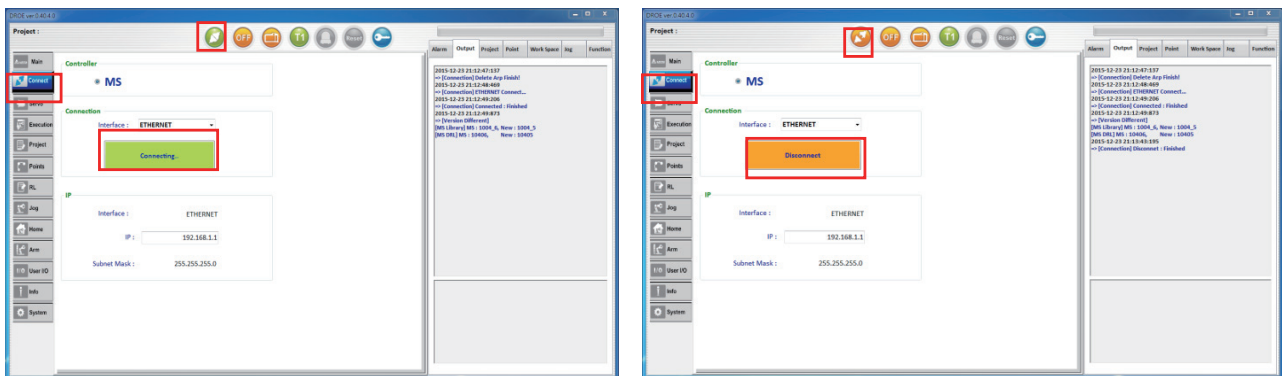 DROE ver 0.40.4.0
Project :
OFF
T1
Reset
Alarm Output Project Point Work Space Jog Function
Main
Connect
Servo
Execution
Project
Points
RL
Jog
Home
Arm
I/O User I/O
Info
System
Controller
MS
Connection
Interface : ETHERNET
Connecting..
IP
Interface : ETHERNET
IP : 192.168.1.1
Subnet Mask : 255.255.255.0
2015-12-23 21:12:47:137
=> [Connection] Delete Arp Finish!
2015-12-23 21:12:48:469
=> [Connection] ETHERNET Connect...
2015-12-23 21:12:49:206
=> [Connection] Connected : Finished
2015-12-23 21:12:49:873
=> [Version Different]
[MS Library] MS : 1004_6, New : 1004_5
[MS DRL] MS : 10406, New : 10405
DROE ver 0.40.4.0
Project :
OFF
T1
Reset
Alarm Output Project Point Work Space Jog Function
Main
Connect
Servo
Execution
Project
Points
RL
Jog
Home
Arm
I/O User I/O
Info
System
Controller
MS
Connection
Interface : ETHERNET
Disconnect
IP
Interface : ETHERNET
IP : 192.168.1.1
Subnet Mask : 255.255.255.0
2015-12-23 21:12:47:137
=> [Connection] Delete Arp Finish!
2015-12-23 21:12:48:469
=> [Connection] ETHERNET Connect...
2015-12-23 21:12:49:206
=> [Connection] Connected : Finished
2015-12-23 21:12:49:873
=> [Version Different]
[MS Library] MS : 1004_6, New : 1004_5
[MS DRL] MS : 10406, New : 10405
2015-12-23 21:13:43:195
=> [Connection] Disconnet : Finished